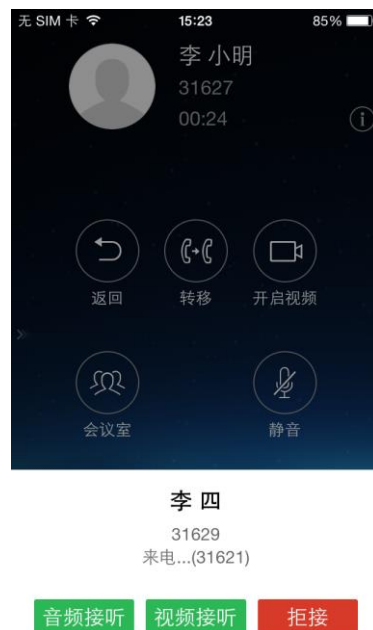 无 SIM 卡 15:23 85%
李 小明
31627
00:24
返回 转移 开启视频
会议室 静音
李 四
31629
来电...(31621)
音频接听 视频接听 拒接